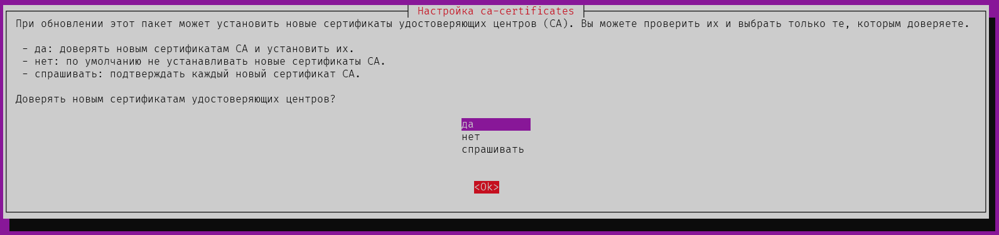 Настройка ca-certificates
При обновлении этот пакет может установить новые сертификаты удостоверяющих центров (CA). Вы можете проверить их и выбрать только те, которым доверяете.
- да: доверять новым сертификатам CA и установить их.
- нет: по умолчанию не устанавливать новые сертификаты CA.
- спрашивать: подтверждать каждый новый сертификат CA.
Доверять новым сертификатам удостоверяющих центров?
да
нет
спрашивать
<Ok>